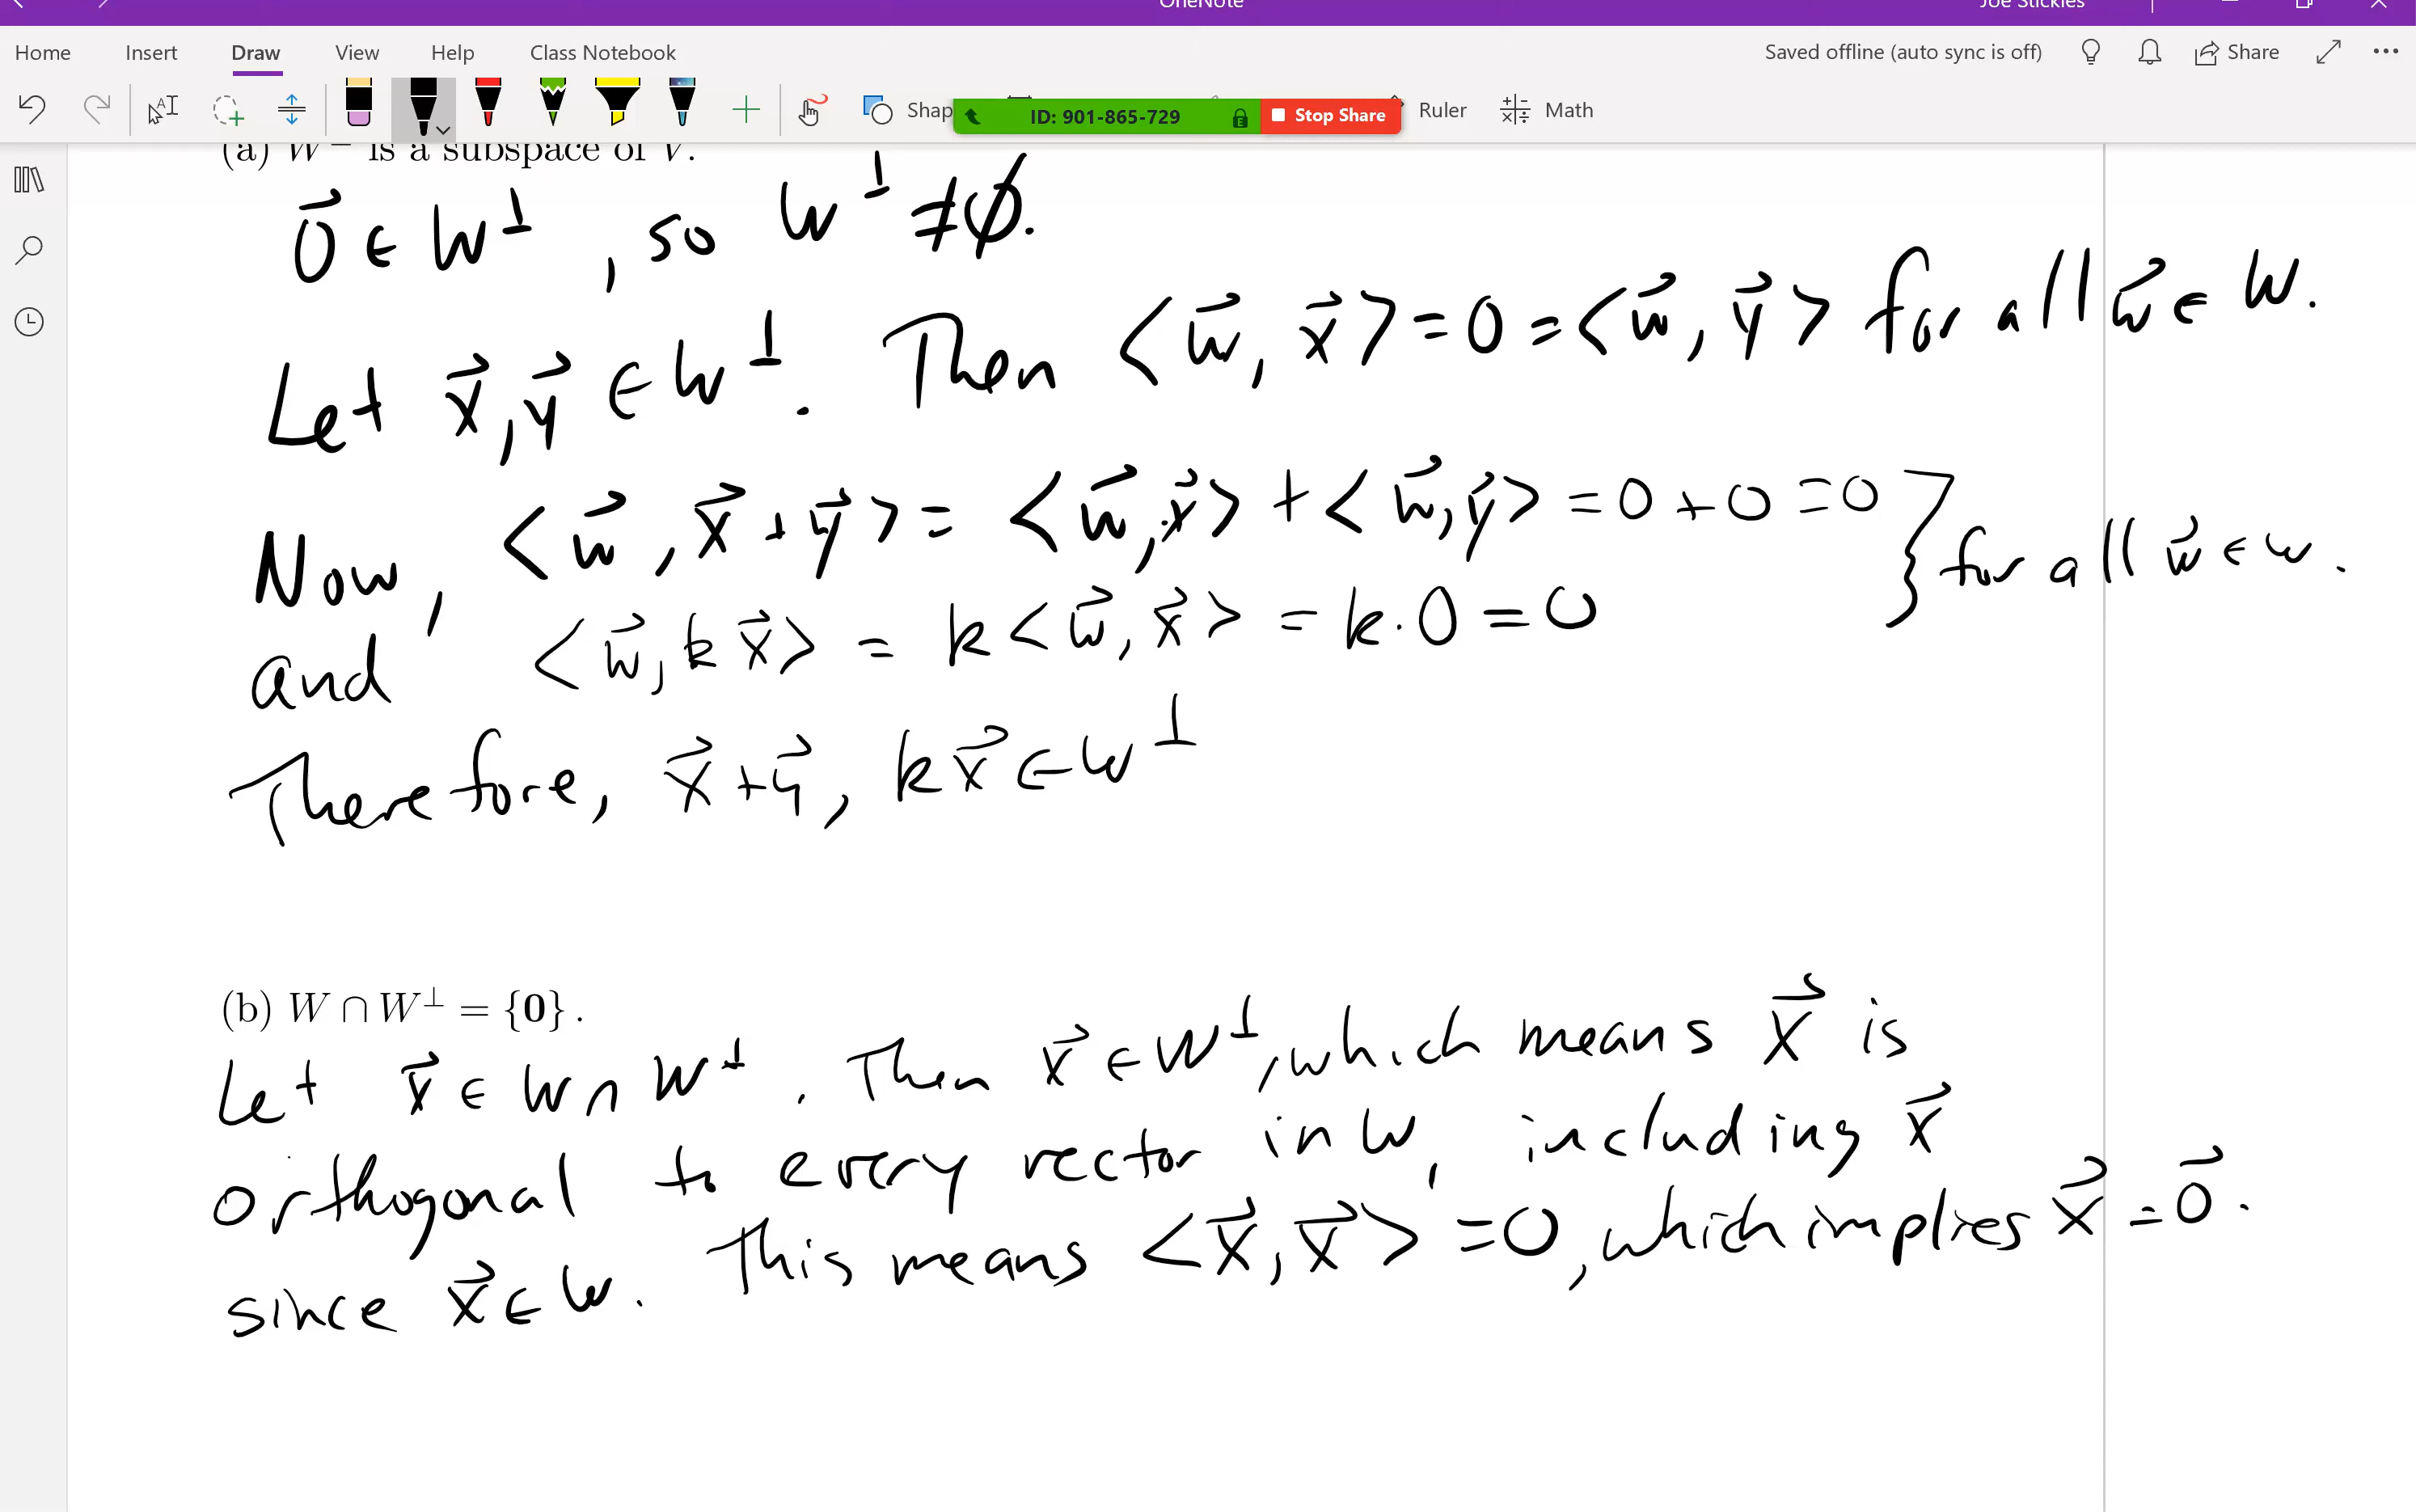 OneNote
Joe Stickles
Home Insert Draw View Help Class Notebook
Saved offline (auto sync is off) Share
Shap ID: 901-865-729 Stop Share Ruler Math
(a) W^⊥ is a subspace of V.
0⃗ ∈ W^⊥, so W^⊥ ≠ ∅.
Let x⃗, y⃗ ∈ W^⊥. Then <w⃗, x⃗> = 0 = <w⃗, y⃗> for all w⃗ ∈ W.
Now, <w⃗, x⃗ + y⃗> = <w⃗, x⃗> + <w⃗, y⃗> = 0 + 0 = 0
and <w⃗, k x⃗> = k <w⃗, x⃗> = k · 0 = 0 } for all w⃗ ∈ W.
Therefore, x⃗ + y⃗, k x⃗ ∈ W^⊥
(b) W ∩ W^⊥ = {0}.
Let x⃗ ∈ W ∩ W^⊥. Then x⃗ ∈ W^⊥, which means x⃗ is
orthogonal to every vector in W, including x⃗
since x⃗ ∈ W. This means <x⃗, x⃗> = 0, which implies x⃗ = 0⃗.